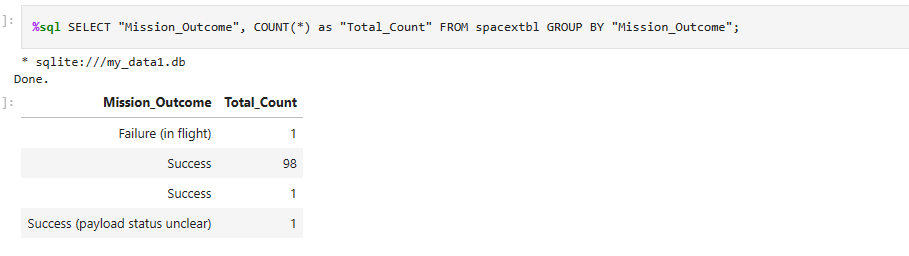 ]: %sql SELECT "Mission_Outcome", COUNT(*) as "Total_Count" FROM spacextbl GROUP BY "Mission_Outcome";
* sqlite:///my_data1.db
Done.
]: Mission_Outcome Total_Count
Failure (in flight) 1
Success 98
Success 1
Success (payload status unclear) 1